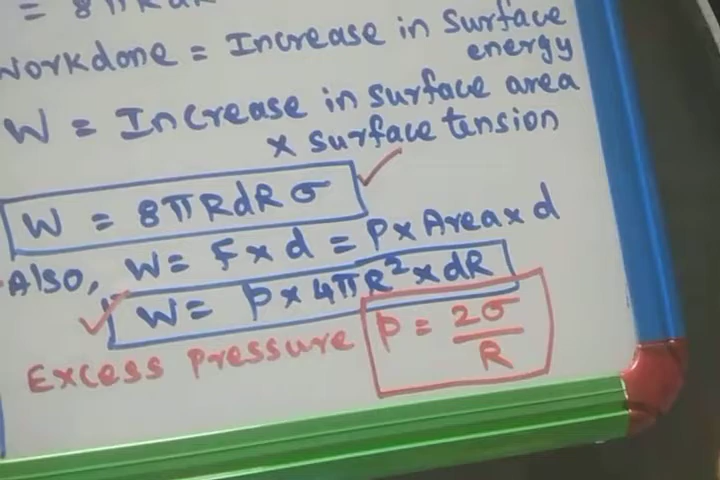 = 8πRdR
Workdone = Increase in surface
energy
W = Increase in surface area
x surface tension
W = 8πRdRσ
Also, W = F x d = P x Area x d
W = P x 4πR² x dR
Excess Pressure P = 2σ/R